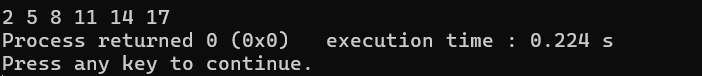 2 5 8 11 14 17
Process returned 0 (0x0)   execution time : 0.224 s
Press any key to continue.